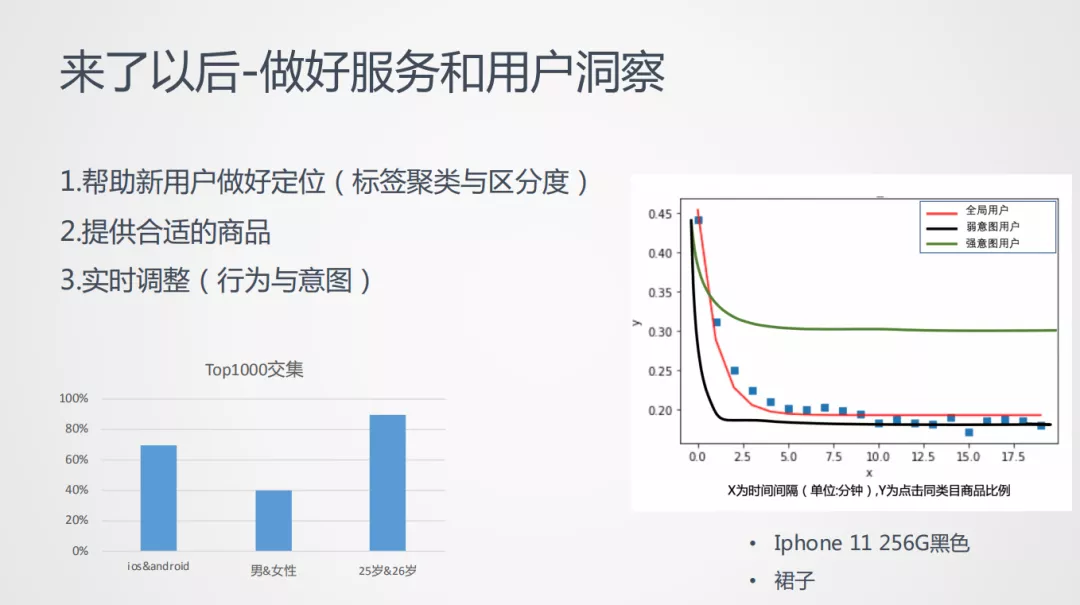 来了以后-做好服务和用户洞察
1.帮助新用户做好定位（标签聚类与区分度）
2.提供合适的商品
3.实时调整（行为与意图）
Top1000交集
100%
80%
60%
40%
20%
0%
ios&android 男&女性 25岁&26岁
全局用户
弱意图用户
强意图用户
y
0.45
0.40
0.35
0.30
0.25
0.20
0.0 2.5 5.0 7.5 10.0 12.5 15.0 17.5
x
X为时间间隔（单位:分钟）,Y为点击同类目商品比例
• Iphone 11 256G黑色
• 裙子